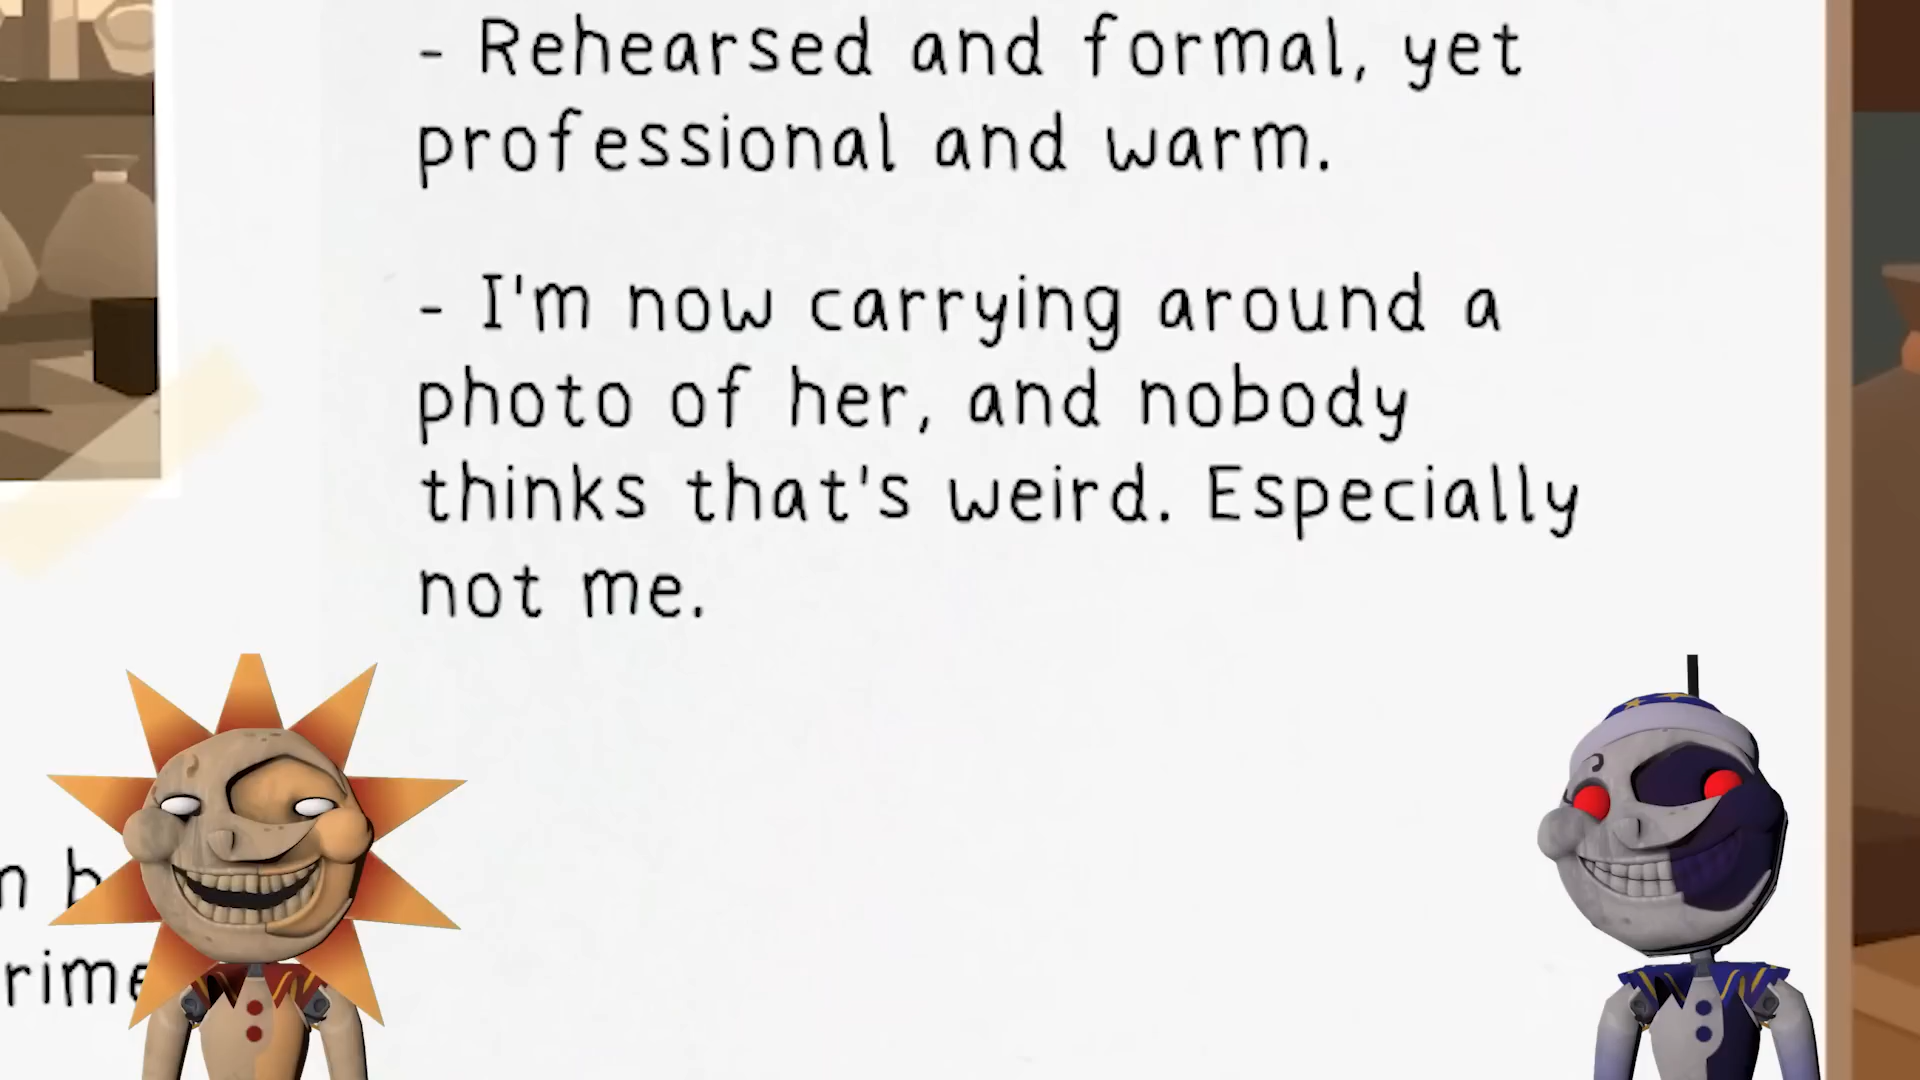 - Rehearsed and formal, yet
professional and warm.
- I'm now carrying around a
photo of her, and nobody
thinks that's weird. Especially
not me.